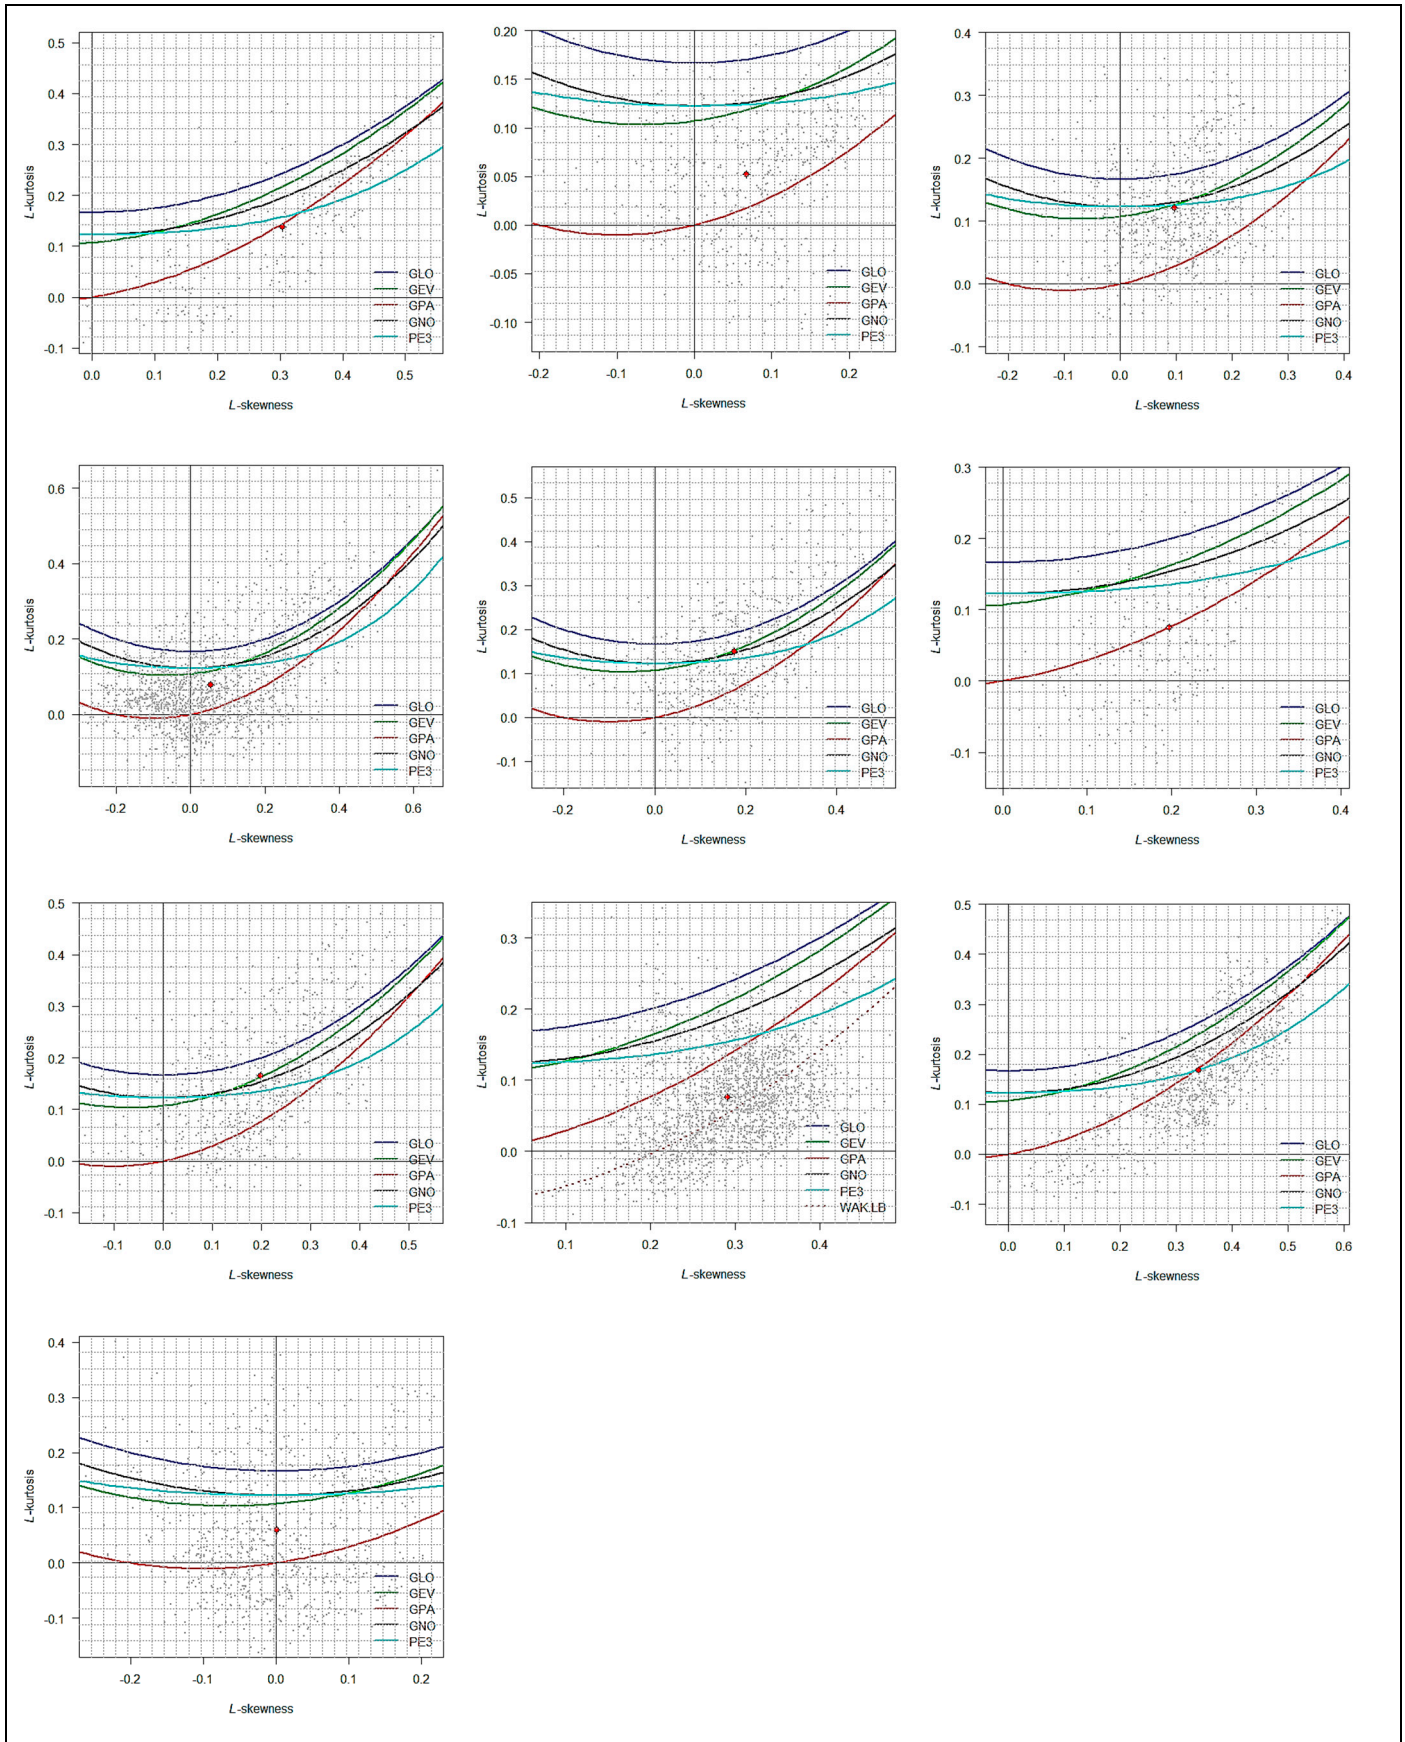 0.5
0.4
0.3
0.2
0.1
0.0
-0.1
L-kurtosis
GLO
GEV
GPA
GNO
PE3
0.0 0.1 0.2 0.3 0.4 0.5
L-skewness
0.20
0.15
0.10
0.05
0.00
-0.05
-0.10
L-kurtosis
GLO
GEV
GPA
GNO
PE3
-0.2 -0.1 0.0 0.1 0.2
L-skewness
0.4
0.3
0.2
0.1
0.0
-0.1
L-kurtosis
GLO
GEV
GPA
GNO
PE3
-0.2 -0.1 0.0 0.1 0.2 0.3 0.4
L-skewness
0.6
0.4
0.2
0.0
L-kurtosis
GLO
GEV
GPA
GNO
PE3
-0.2 0.0 0.2 0.4 0.6
L-skewness
0.5
0.4
0.3
0.2
0.1
0.0
-0.1
L-kurtosis
GLO
GEV
GPA
GNO
PE3
-0.2 0.0 0.2 0.4
L-skewness
0.3
0.2
0.1
0.0
-0.1
L-kurtosis
GLO
GEV
GPA
GNO
PE3
0.0 0.1 0.2 0.3 0.4
L-skewness
0.5
0.4
0.3
0.2
0.1
0.0
-0.1
L-kurtosis
GLO
GEV
GPA
GNO
PE3
-0.1 0.0 0.1 0.2 0.3 0.4 0.5
L-skewness
0.3
0.2
0.1
0.0
-0.1
L-kurtosis
GLO
GEV
GPA
GNO
PE3
WAK.LB
0.1 0.2 0.3 0.4
L-skewness
0.5
0.4
0.3
0.2
0.1
0.0
-0.1
L-kurtosis
GLO
GEV
GPA
GNO
PE3
0.0 0.1 0.2 0.3 0.4 0.5 0.6
L-skewness
0.4
0.3
0.2
0.1
0.0
-0.1
L-kurtosis
GLO
GEV
GPA
GNO
PE3
-0.2 -0.1 0.0 0.1 0.2
L-skewness